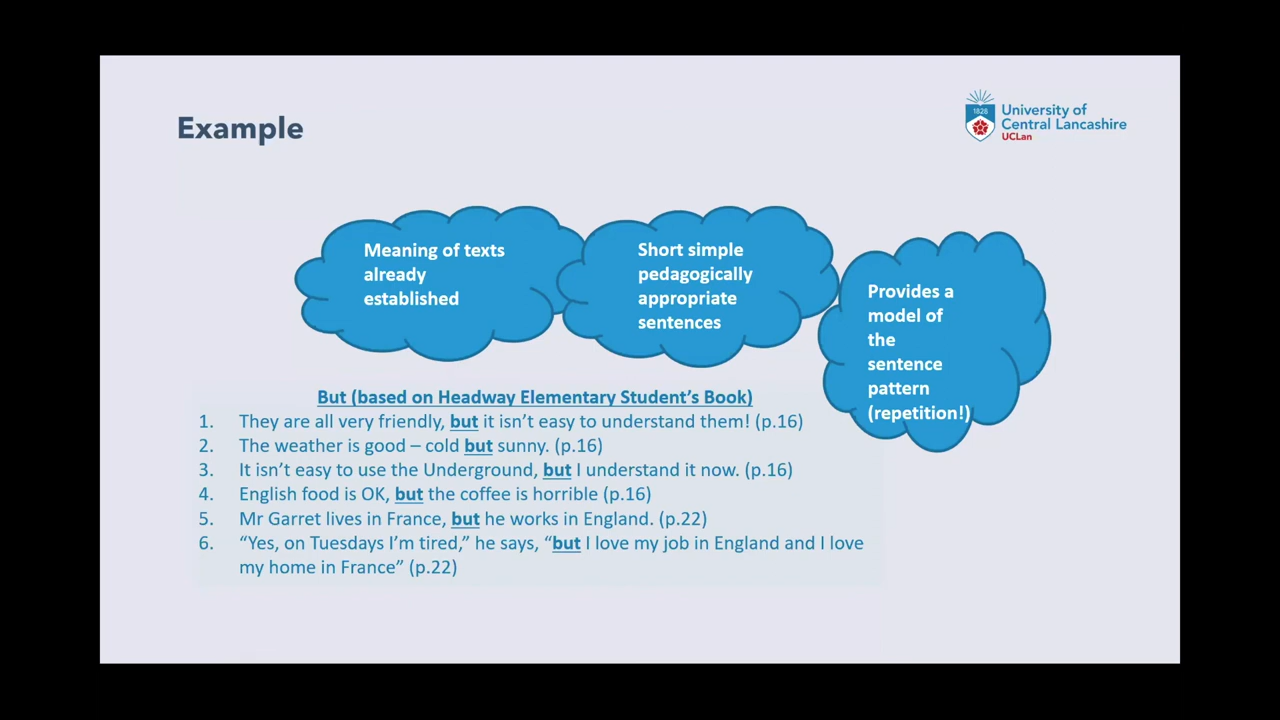 Example
1828
University of
Central Lancashire
UCLan
Meaning of texts
already
established
Short simple
pedagogically
appropriate
sentences
Provides a
model of
the
sentence
pattern
(repetition!)
But (based on Headway Elementary Student’s Book)
1. They are all very friendly, but it isn’t easy to understand them! (p.16)
2. The weather is good – cold but sunny. (p.16)
3. It isn’t easy to use the Underground, but I understand it now. (p.16)
4. English food is OK, but the coffee is horrible (p.16)
5. Mr Garret lives in France, but he works in England. (p.22)
6. “Yes, on Tuesdays I’m tired,” he says, “but I love my job in England and I love
my home in France” (p.22)